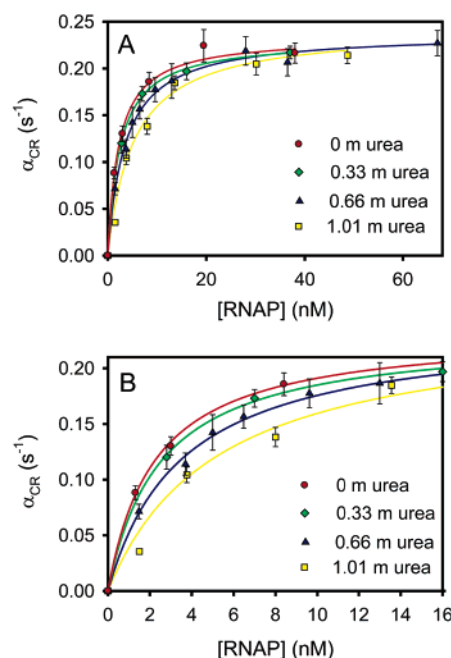 A
0.25
0.20
0.15
0.10
0.05
0.00
αCR (s⁻¹)
0 m urea
0.33 m urea
0.66 m urea
1.01 m urea
0 20 40 60
[RNAP] (nM)
B
0.20
0.15
0.10
0.05
0.00
αCR (s⁻¹)
0 m urea
0.33 m urea
0.66 m urea
1.01 m urea
0 2 4 6 8 10 12 14 16
[RNAP] (nM)